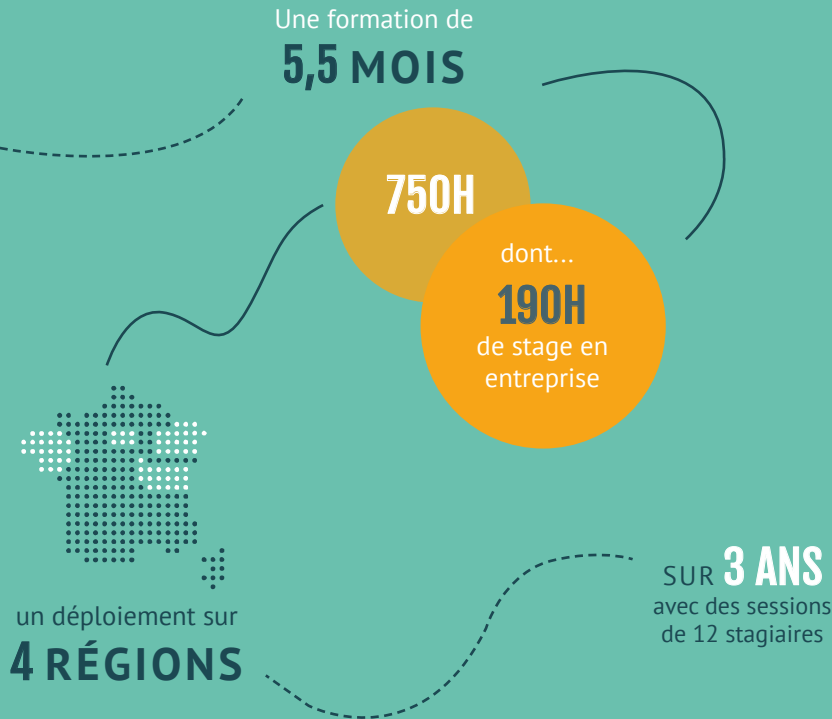 Une formation de
5,5 MOIS
750H
dont...
190H
de stage en
entreprise
un déploiement sur
4 RÉGIONS
SUR 3 ANS
avec des sessions
de 12 stagiaires